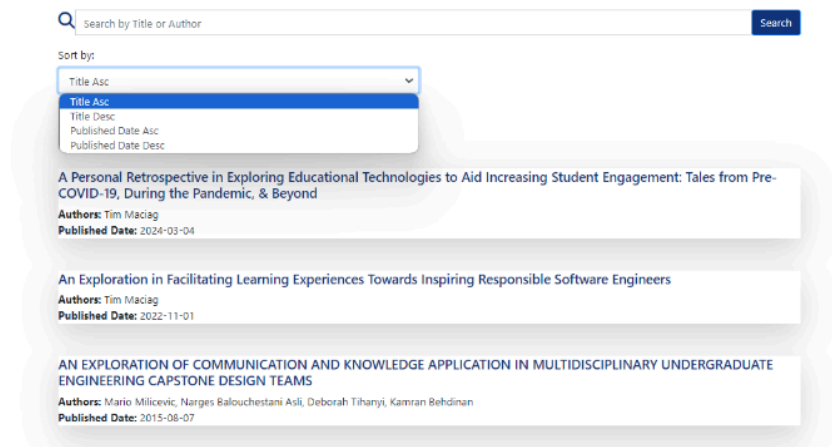 Search by Title or Author
Search
Sort by:
Title Asc
Title Asc
Title Desc
Published Date Asc
Published Date Desc
A Personal Retrospective in Exploring Educational Technologies to Aid Increasing Student Engagement: Tales from Pre-
COVID-19, During the Pandemic, & Beyond
Authors: Tim Maciag
Published Date: 2024-03-04
An Exploration in Facilitating Learning Experiences Towards Inspiring Responsible Software Engineers
Authors: Tim Maciag
Published Date: 2022-11-01
AN EXPLORATION OF COMMUNICATION AND KNOWLEDGE APPLICATION IN MULTIDISCIPLINARY UNDERGRADUATE
ENGINEERING CAPSTONE DESIGN TEAMS
Authors: Mario Milicevic, Narges Balouchestani Asli, Deborah Tihanyi, Kamran Behdinan
Published Date: 2015-08-07